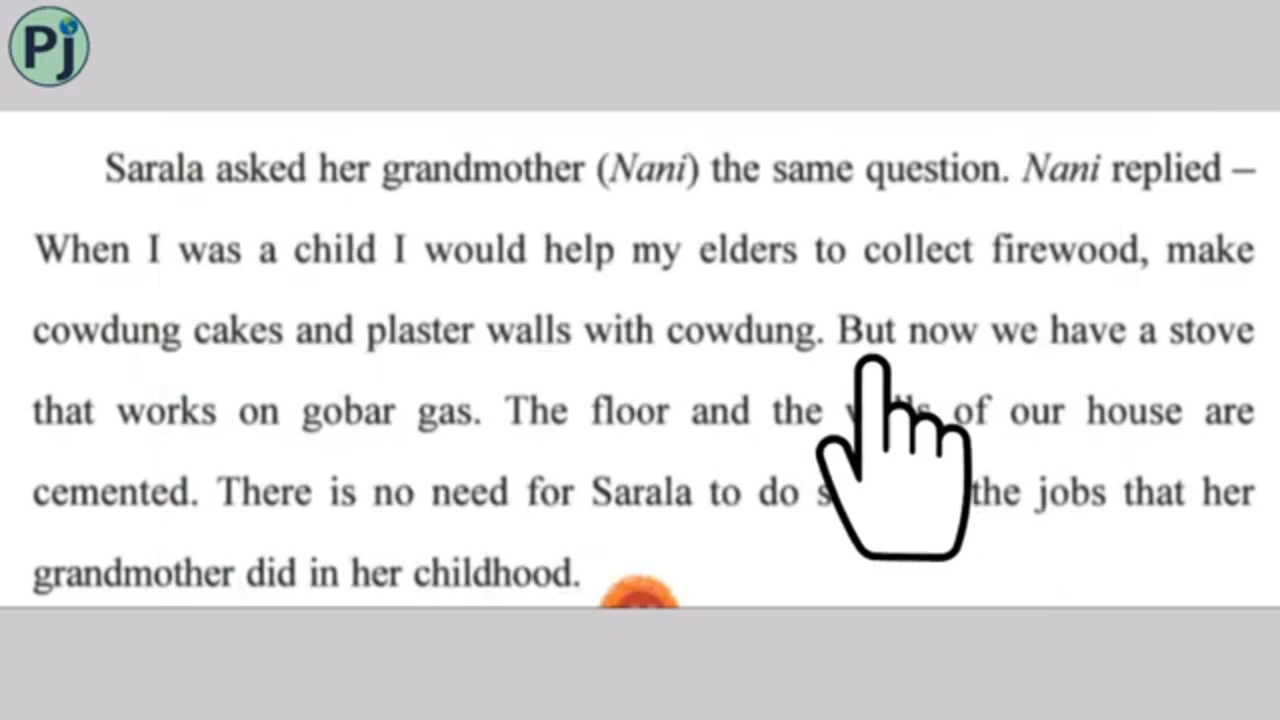 Pj
Sarala asked her grandmother (Nani) the same question. Nani replied –
When I was a child I would help my elders to collect firewood, make
cowdung cakes and plaster walls with cowdung. But now we have a stove
that works on gobar gas. The floor and the of our house are
cemented. There is no need for Sarala to do the jobs that her
grandmother did in her childhood.